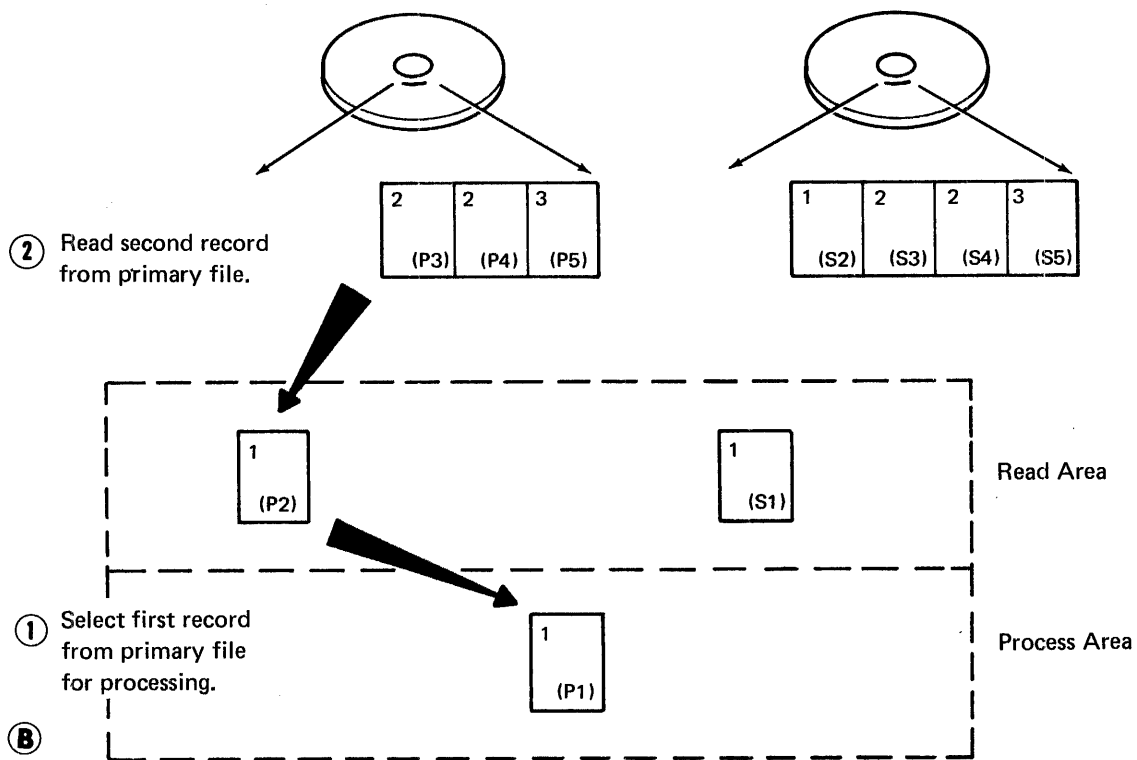 2 2 3
(P3) (P4) (P5)
1 2 2 3
(S2) (S3) (S4) (S5)
2 Read second record
from primary file.
1
(P2)
1
(S1)
Read Area
1 Select first record
from primary file
for processing.
1
(P1)
Process Area
B